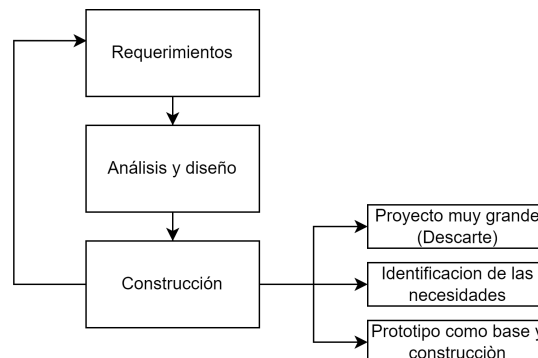 Requerimientos
Análisis y diseño
Construcción
Proyecto muy grande
(Descarte)
Identificacion de las
necesidades
Prototipo como base y
construcciòn